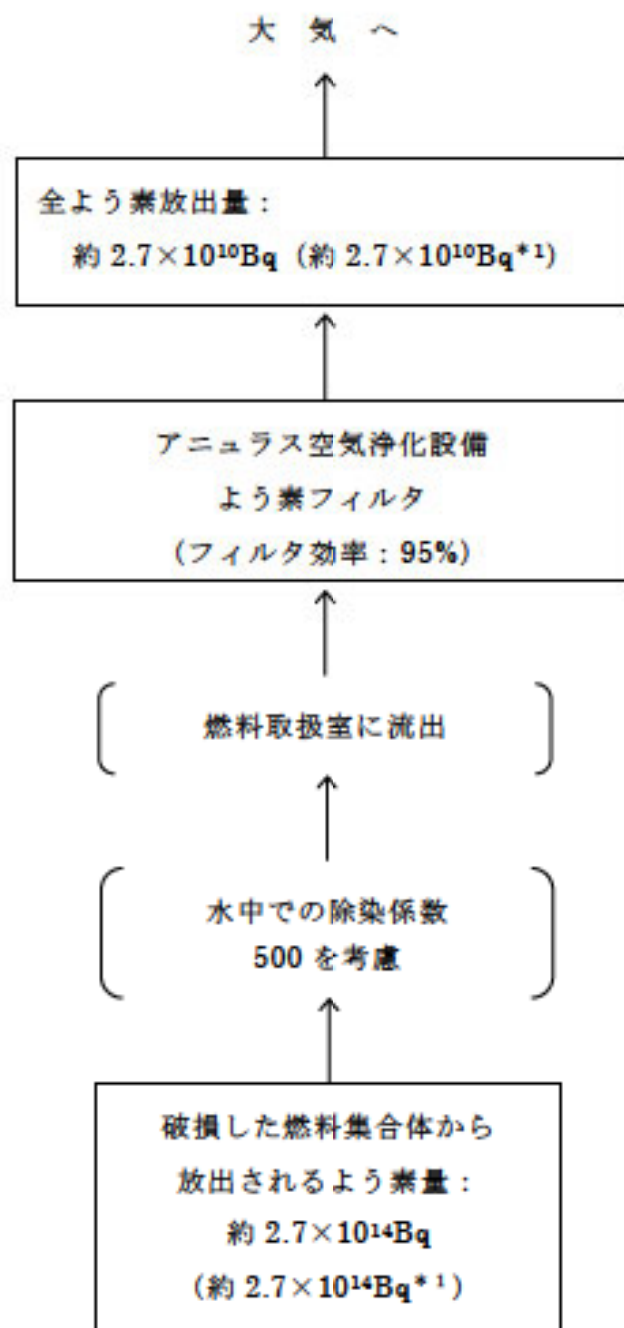 大 気 へ
全よう素放出量：
約 2.7×10¹⁰Bq（約 2.7×10¹⁰Bq*¹）
アニュラス空気浄化設備
よう素フィルタ
（フィルタ効率：95%）
燃料取扱室に流出
水中での除染係数
500 を考慮
破損した燃料集合体から
放出されるよう素量：
約 2.7×10¹⁴Bq
（約 2.7×10¹⁴Bq*¹）